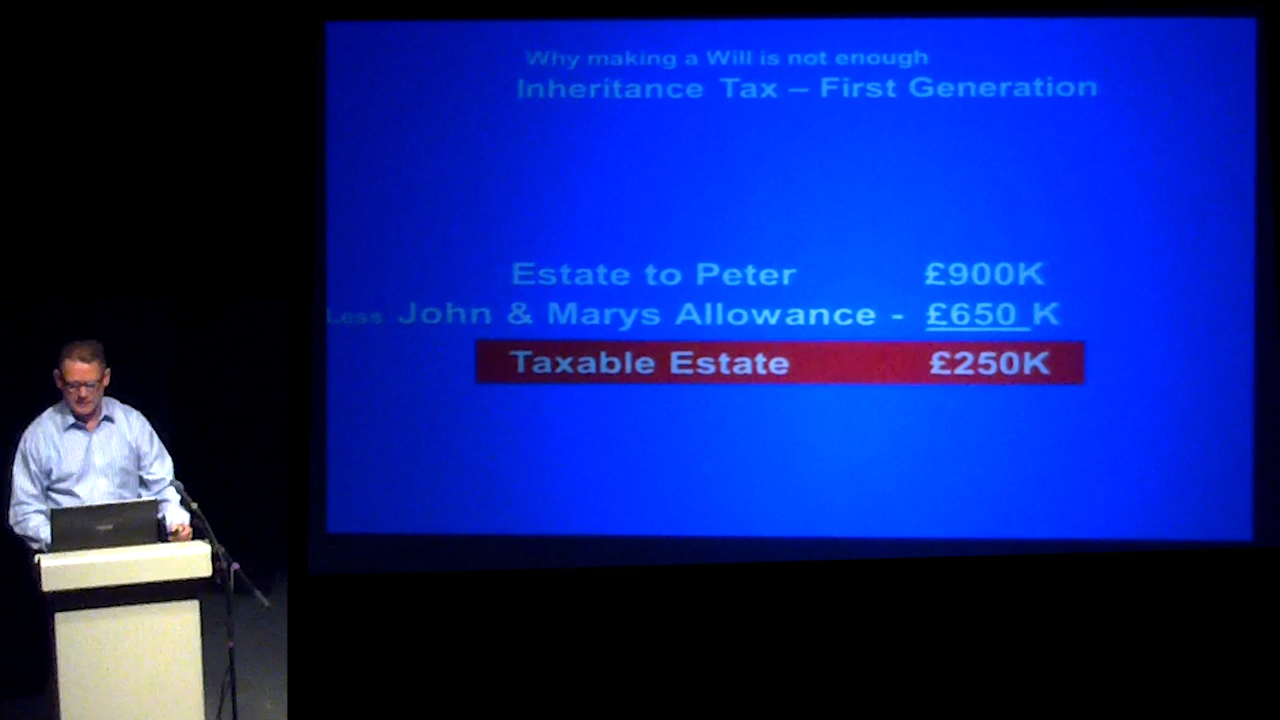 Why making a Will is not enough
Inheritance Tax – First Generation
Estate to Peter £900K
Less John & Marys Allowance - £650 K
Taxable Estate £250K